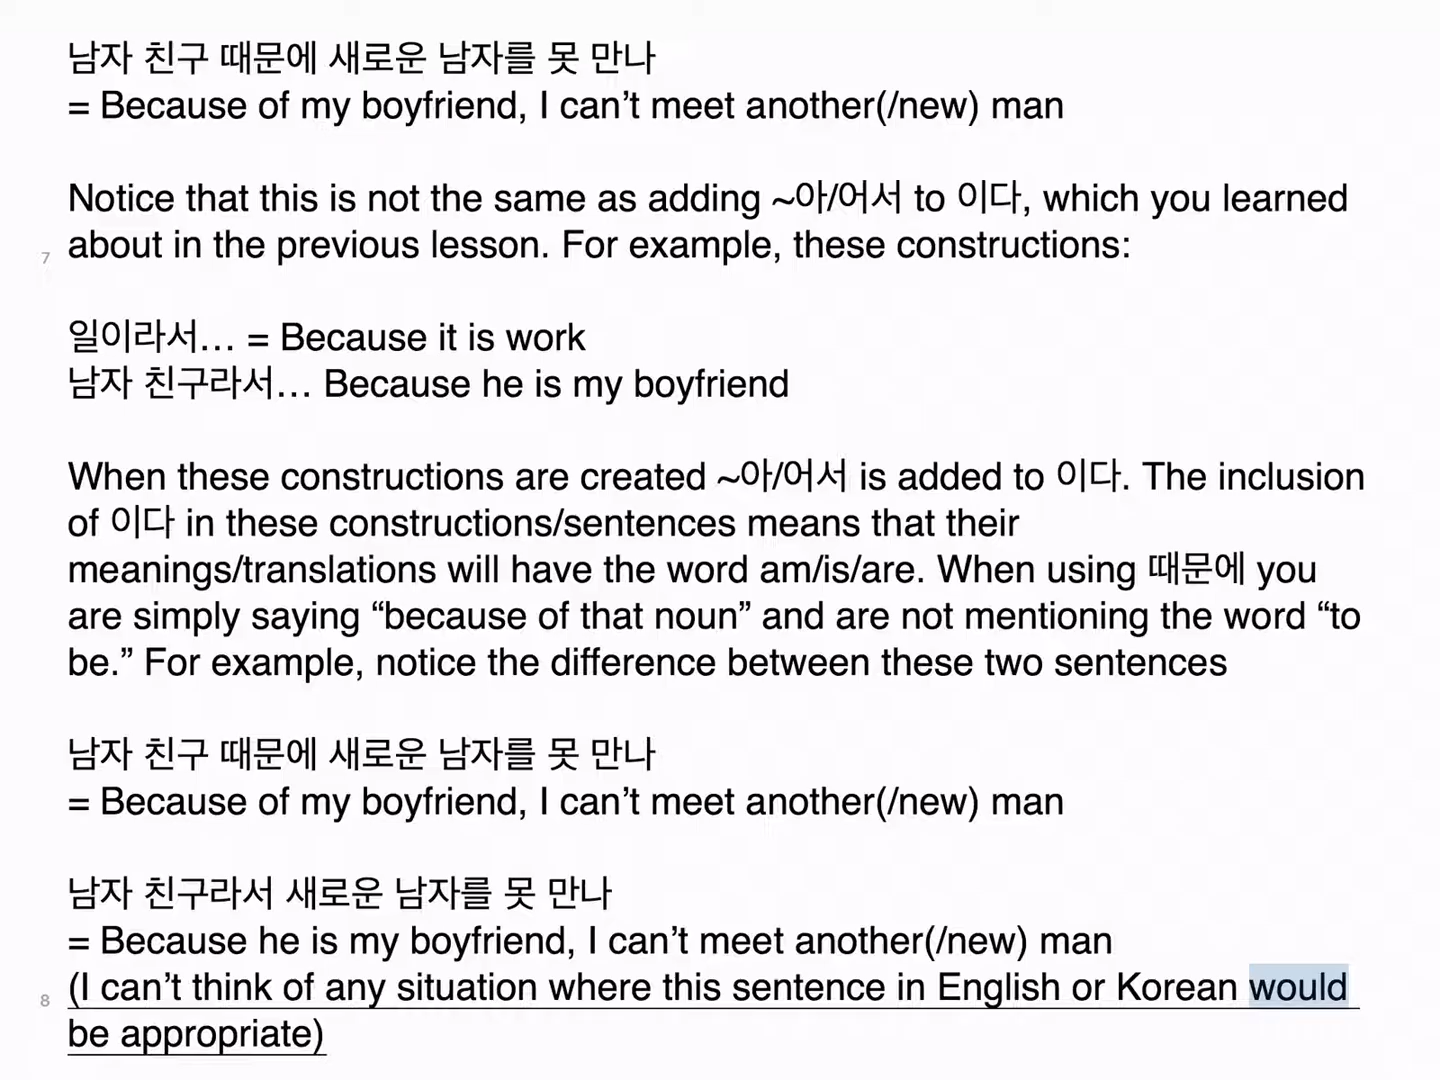 남자 친구 때문에 새로운 남자를 못 만나
= Because of my boyfriend, I can’t meet another(/new) man
Notice that this is not the same as adding ~아/어서 to 이다, which you learned
about in the previous lesson. For example, these constructions:
7
일이라서… = Because it is work
남자 친구라서… Because he is my boyfriend
When these constructions are created ~아/어서 is added to 이다. The inclusion
of 이다 in these constructions/sentences means that their
meanings/translations will have the word am/is/are. When using 때문에 you
are simply saying “because of that noun” and are not mentioning the word “to
be.” For example, notice the difference between these two sentences
남자 친구 때문에 새로운 남자를 못 만나
= Because of my boyfriend, I can’t meet another(/new) man
남자 친구라서 새로운 남자를 못 만나
= Because he is my boyfriend, I can’t meet another(/new) man
(I can’t think of any situation where this sentence in English or Korean would
8
be appropriate)